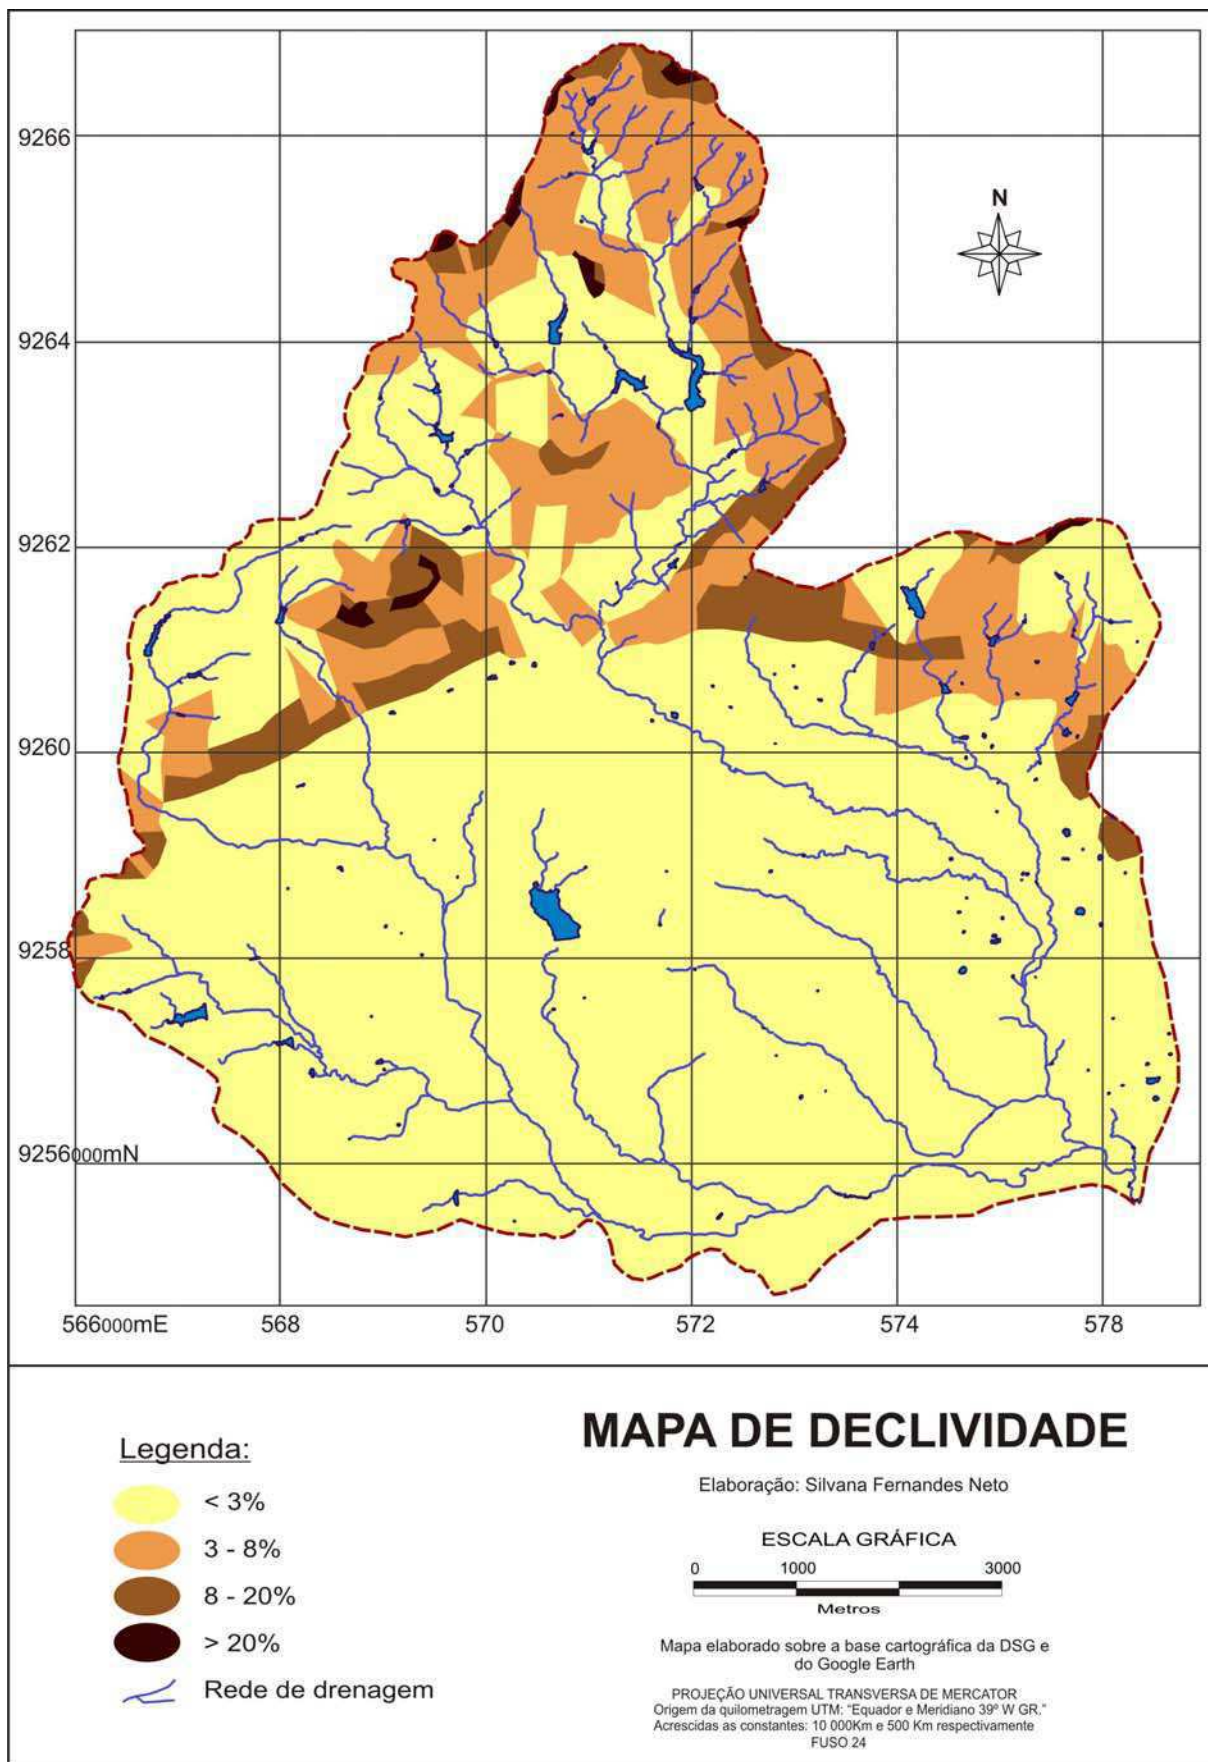 N
9266
9264
9262
9260
9258
9256000mN
566000mE 568 570 572 574 576 578
MAPA DE DECLIVIDADE
Elaboração: Silvana Fernandes Neto
ESCALA GRÁFICA
0 1000 3000
Metros
Mapa elaborado sobre a base cartográfica da DSG e
do Google Earth
PROJEÇÃO UNIVERSAL TRANSVERSA DE MERCATOR
Origem da quilometragem UTM: “Equador e Meridiano 39º W GR.”
Acrescidas as constantes: 10 000Km e 500 Km respectivamente
FUSO 24
Legenda:
< 3%
3 - 8%
8 - 20%
> 20%
Rede de drenagem